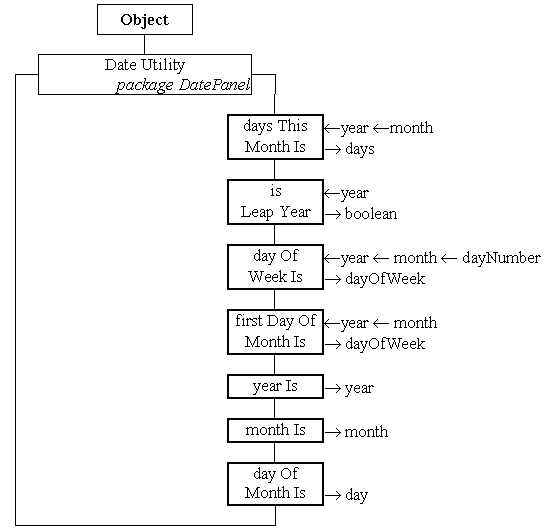 Object
Date Utility
package DatePanel
days This ←year ←month
Month Is → days
is ←year
Leap Year → boolean
day Of ←year ← month ← dayNumber
Week Is → dayOfWeek
first Day Of ←year ← month
Month Is → dayOfWeek
year Is → year
month Is → month
day Of
Month Is → day